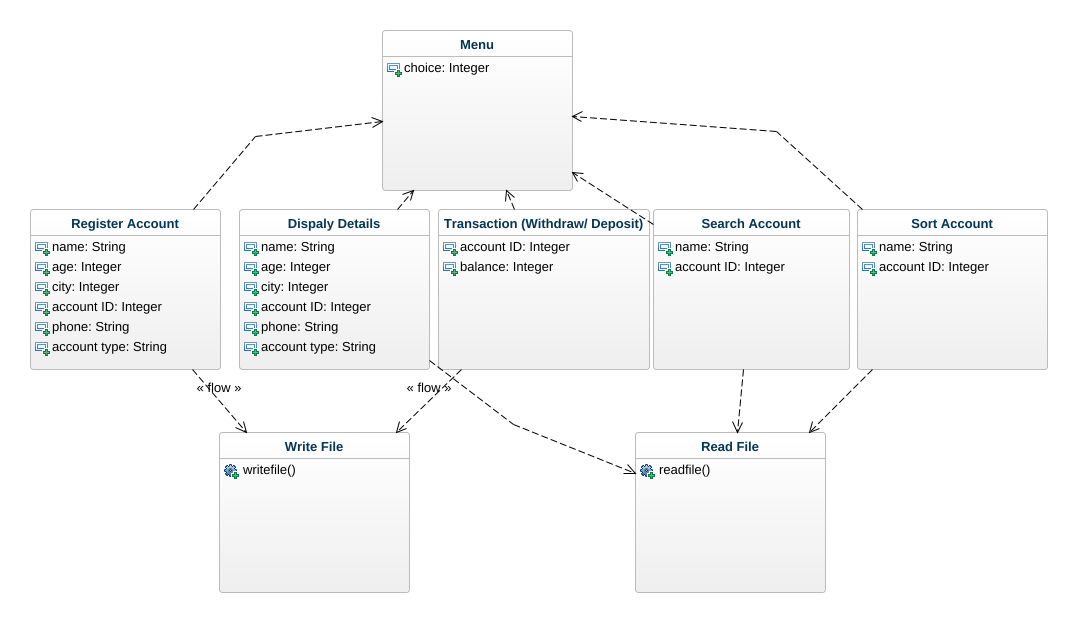 Menu
choice: Integer
Register Account
name: String
age: Integer
city: Integer
account ID: Integer
phone: String
account type: String
Dispaly Details
name: String
age: Integer
city: Integer
account ID: Integer
phone: String
account type: String
Transaction (Withdraw/ Deposit)
account ID: Integer
balance: Integer
Search Account
name: String
account ID: Integer
Sort Account
name: String
account ID: Integer
« flow »
« flow »
Write File
writefile()
Read File
readfile()